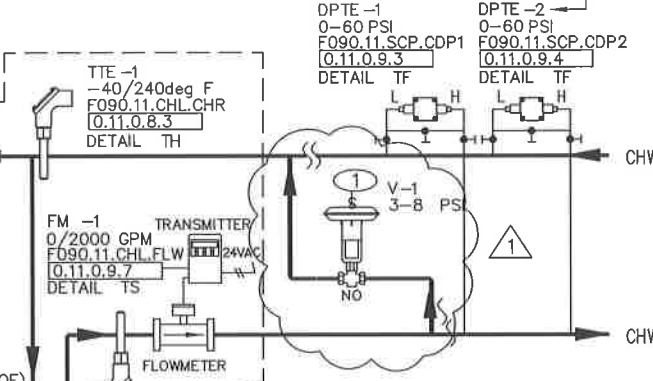 DPTE -1
0-60 PSI
F090.11.SCP.CDP1
0.11.0.9.3
DETAIL TF
DPTE -2
0-60 PSI
F090.11.SCP.CDP2
0.11.0.9.4
DETAIL TF
TTE -1
-40/240deg F
F090.11.CHL.CHR
0.11.0.8.3
DETAIL TH
L
H
L
H
CHW
1
S
V-1
3-8 PSI
NO
1
FM -1
0/2000 GPM
F090.11.CHL.FLW
0.11.0.9.7
DETAIL TS
TRANSMITTER
24VAC
FLOWMETER
CHW
OF)